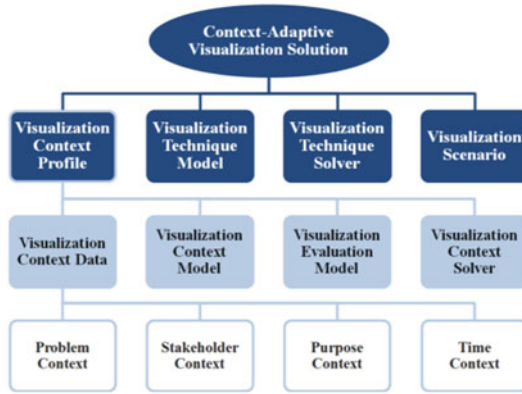 Context-Adaptive
Visualization Solution
Visualization
Context
Profile
Visualization
Technique
Model
Visualization
Technique
Solver
Visualization
Scenario
Visualization
Context Data
Visualization
Context
Model
Visualization
Evaluation
Model
Visualization
Context
Solver
Problem
Context
Stakeholder
Context
Purpose
Context
Time
Context